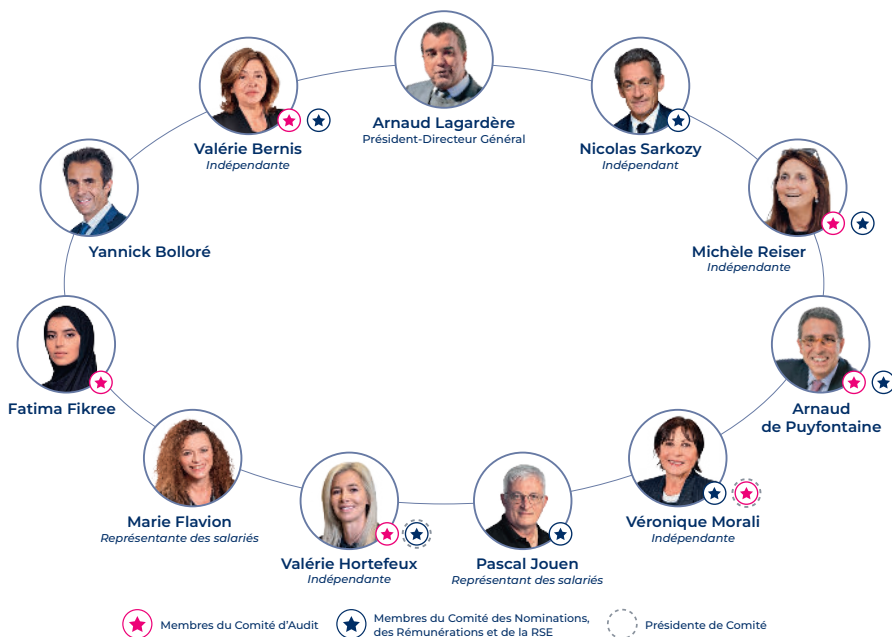 Arnaud Lagardère
Président-Directeur Général
Valérie Bernis
Indépendante
Nicolas Sarkozy
Indépendant
Yannick Bolloré
Michèle Reiser
Indépendante
Fatima Fikree
Arnaud
de Puyfontaine
Marie Flavion
Représentante des salariés
Valérie Hortefeux
Indépendante
Pascal Jouen
Représentant des salariés
Véronique Morali
Indépendante
Membres du Comité d'Audit
Membres du Comité des Nominations,
des Rémunérations et de la RSE
Présidente de Comité